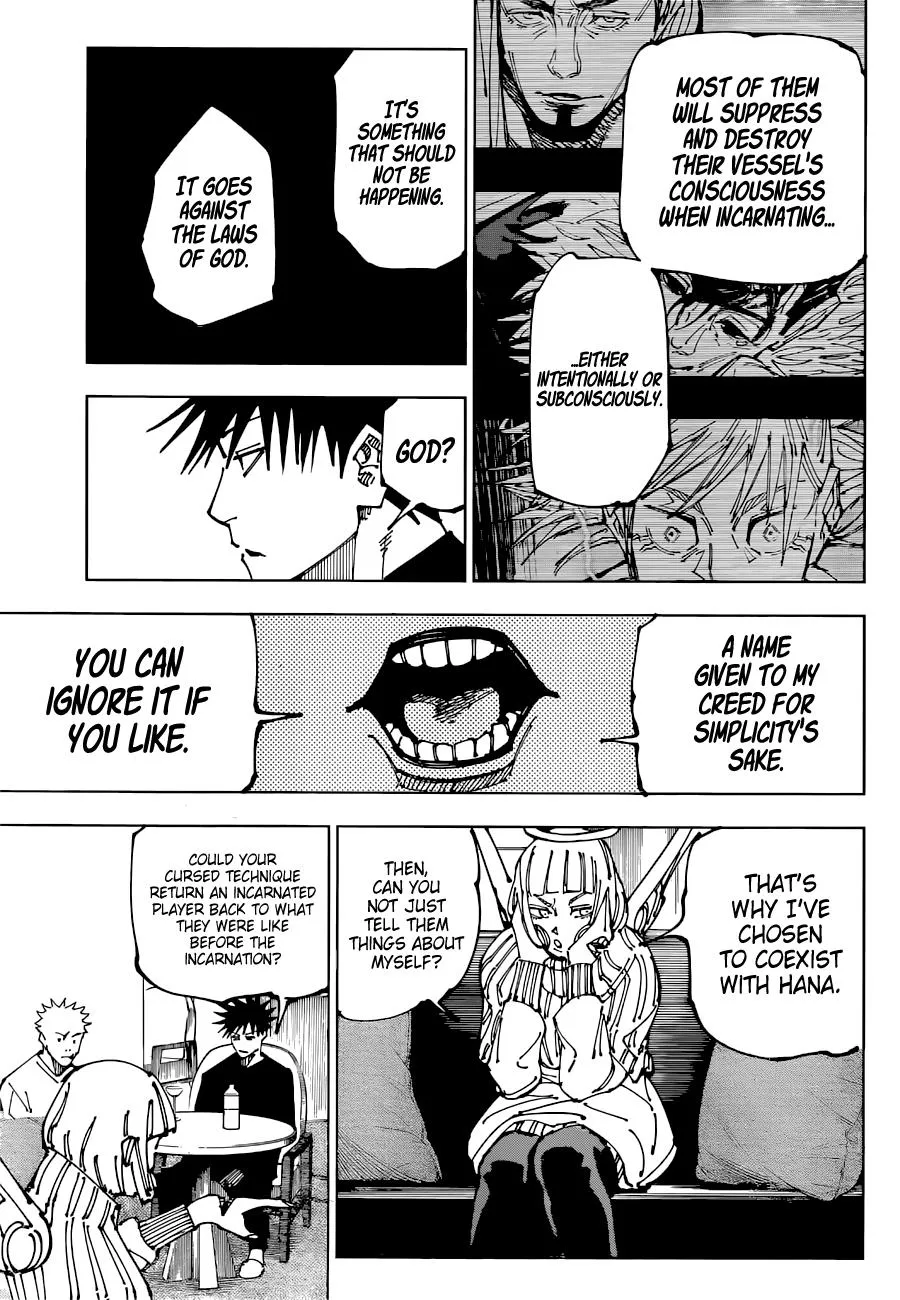 MOST OF THEM
WILL SUPPRESS
AND DESTROY
THEIR VESSEL'S
CONSCIOUSNESS
WHEN INCARNATING...
...EITHER
INTENTIONALLY OR
SUBCONSCIOUSLY.
IT'S
SOMETHING
THAT SHOULD
NOT BE
HAPPENING.
IT GOES
AGAINST
THE LAWS
OF GOD.
GOD?
A NAME
GIVEN TO MY
CREED FOR
SIMPLICITY'S
SAKE.
YOU CAN
IGNORE IT IF
YOU LIKE.
THAT'S
WHY I'VE
CHOSEN
TO COEXIST
WITH HANA.
THEN,
CAN YOU
NOT JUST
TELL THEM
THINGS ABOUT
MYSELF?
COULD YOUR
CURSED TECHNIQUE
RETURN AN INCARNATED
PLAYER BACK TO WHAT
THEY WERE LIKE
BEFORE THE
INCARNATION?